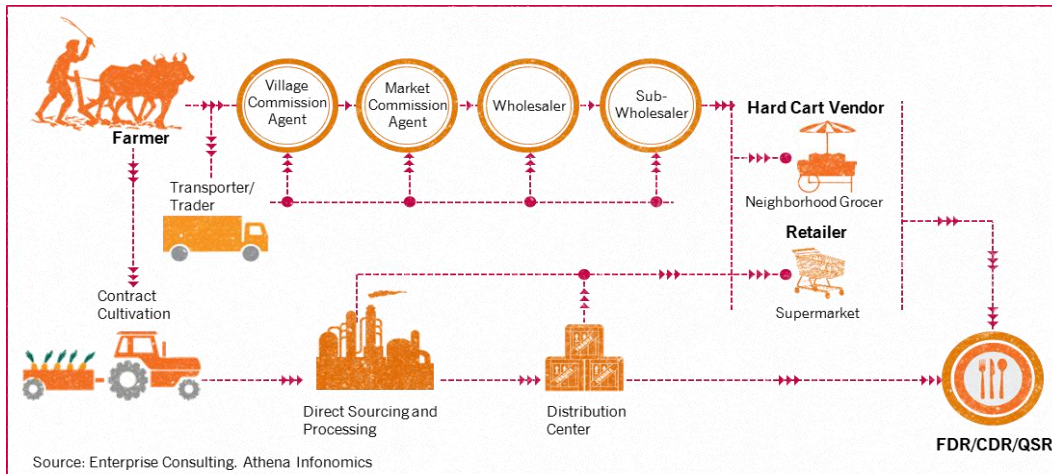 Farmer
Village
Commission
Agent
Market
Commission
Agent
Wholesaler
Sub-
Wholesaler
Hard Cart Vendor
Neighborhood Grocer
Transporter/
Trader
Retailer
Supermarket
Contract
Cultivation
Direct Sourcing and
Processing
Distribution
Center
FDR/CDR/QSR
Source: Enterprise Consulting, Athena Infonomics